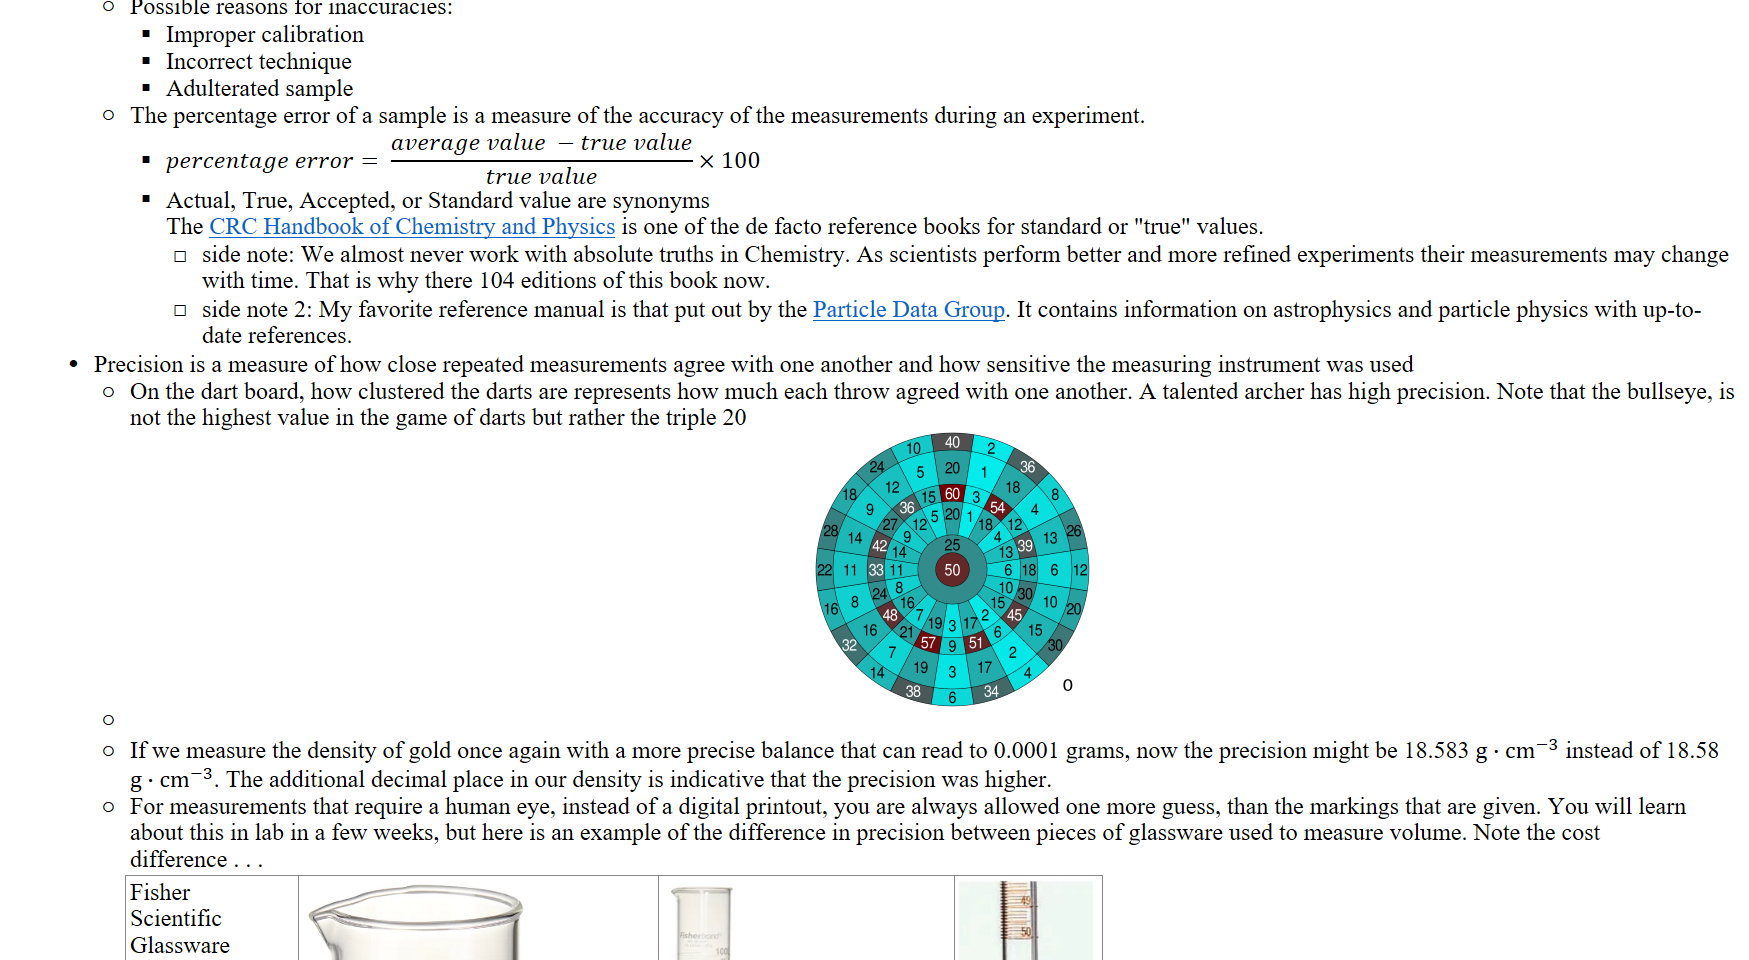 Possible reasons for inaccuracies:
Improper calibration
Incorrect technique
Adulterated sample
The percentage error of a sample is a measure of the accuracy of the measurements during an experiment.
percentage error = (average value − true value) / (true value) × 100
Actual, True, Accepted, or Standard value are synonyms
The CRC Handbook of Chemistry and Physics is one of the de facto reference books for standard or "true" values.
side note: We almost never work with absolute truths in Chemistry. As scientists perform better and more refined experiments their measurements may change
with time. That is why there 104 editions of this book now.
side note 2: My favorite reference manual is that put out by the Particle Data Group. It contains information on astrophysics and particle physics with up-to-
date references.
Precision is a measure of how close repeated measurements agree with one another and how sensitive the measuring instrument was used
On the dart board, how clustered the darts are represents how much each throw agreed with one another. A talented archer has high precision. Note that the bullseye, is
not the highest value in the game of darts but rather the triple 20
10 40 2
24 5 20 1 36
18 12 15 60 3 18 8
9 36 5 20 1 54 4
28 27 12 18 12 26
14 42 9 4 39 13
14 25 13
22 11 33 11 50 6 18 6 12
24 8 10 30
16 8 16 15 10 20
48 7 19 3 17 2 45
16 21 6 15
32 7 57 9 51 2 30
14 19 3 17 4
38 6 34 0
If we measure the density of gold once again with a more precise balance that can read to 0.0001 grams, now the precision might be 18.583 g · cm⁻³ instead of 18.58
g · cm⁻³. The additional decimal place in our density is indicative that the precision was higher.
For measurements that require a human eye, instead of a digital printout, you are always allowed one more guess, than the markings that are given. You will learn
about this in lab in a few weeks, but here is an example of the difference in precision between pieces of glassware used to measure volume. Note the cost
difference . . .
Fisher
Scientific
Glassware
Fisherbrand
100
49
50